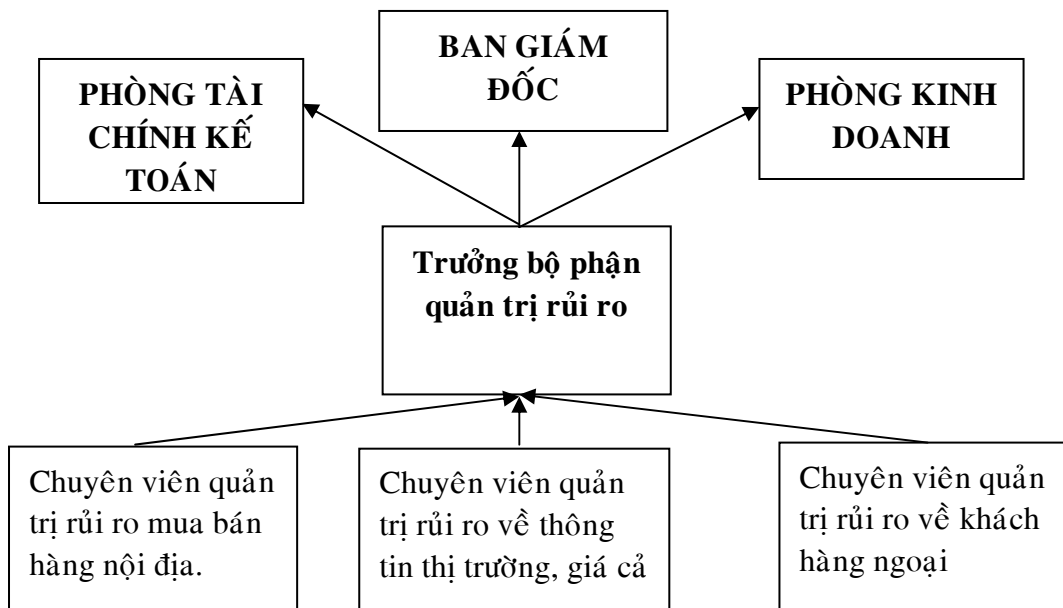 BAN GIÁM
ĐỐC
PHÒNG TÀI
CHÍNH KẾ
TOÁN
PHÒNG KINH
DOANH
Trưởng bộ phận
quản trị rủi ro
Chuyên viên quản
trị rủi ro mua bán
hàng nội địa.
Chuyên viên quản
trị rủi ro về thông
tin thị trường, giá cả
Chuyên viên quản
trị rủi ro về khách
hàng ngoại